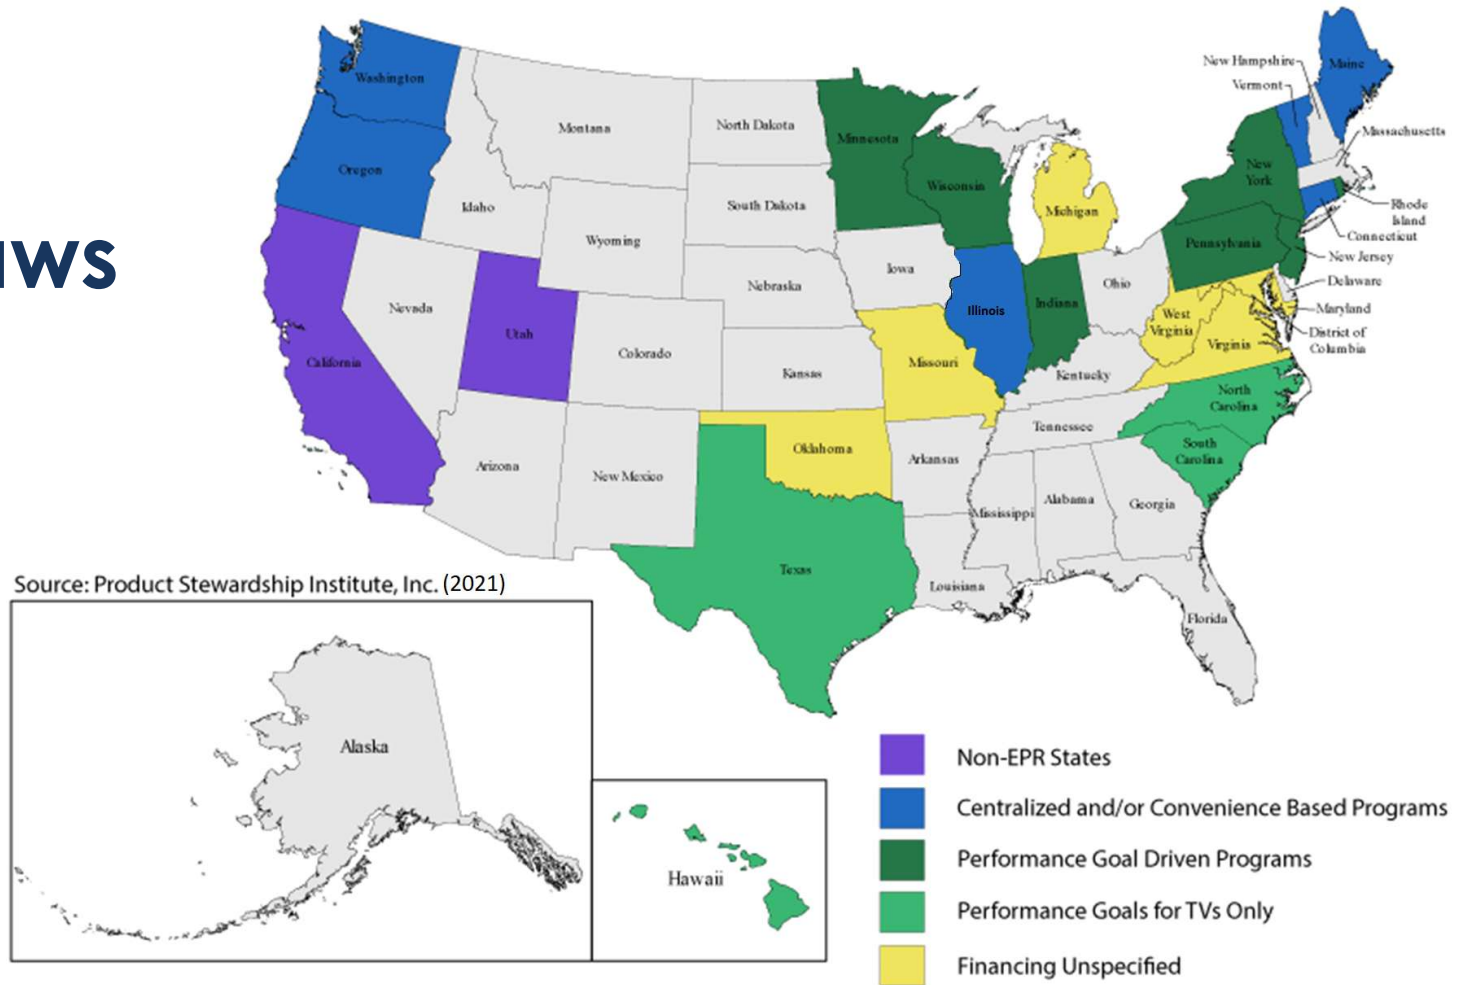 Washington
Montana
North Dakota
Minnesota
New Hampshire
Vermont
Maine
Massachusetts
Oregon
Idaho
South Dakota
Wisconsin
Michigan
New
York
Rhode
Island
Connecticut
Wyoming
Iowa
Pennsylvania
New Jersey
Nevada
Nebraska
Illinois
Indiana
Ohio
Delaware
Maryland
District of
Columbia
Utah
California
Colorado
Kansas
Missouri
West
Virginia
Virginia
Kentucky
Arizona
New Mexico
Oklahoma
Arkansas
Tennessee
North
Carolina
South
Carolina
Mississippi
Alabama
Georgia
Texas
Louisiana
Florida
Source: Product Stewardship Institute, Inc. (2021)
Alaska
Hawaii
Non-EPR States
Centralized and/or Convenience Based Programs
Performance Goal Driven Programs
Performance Goals for TVs Only
Financing Unspecified